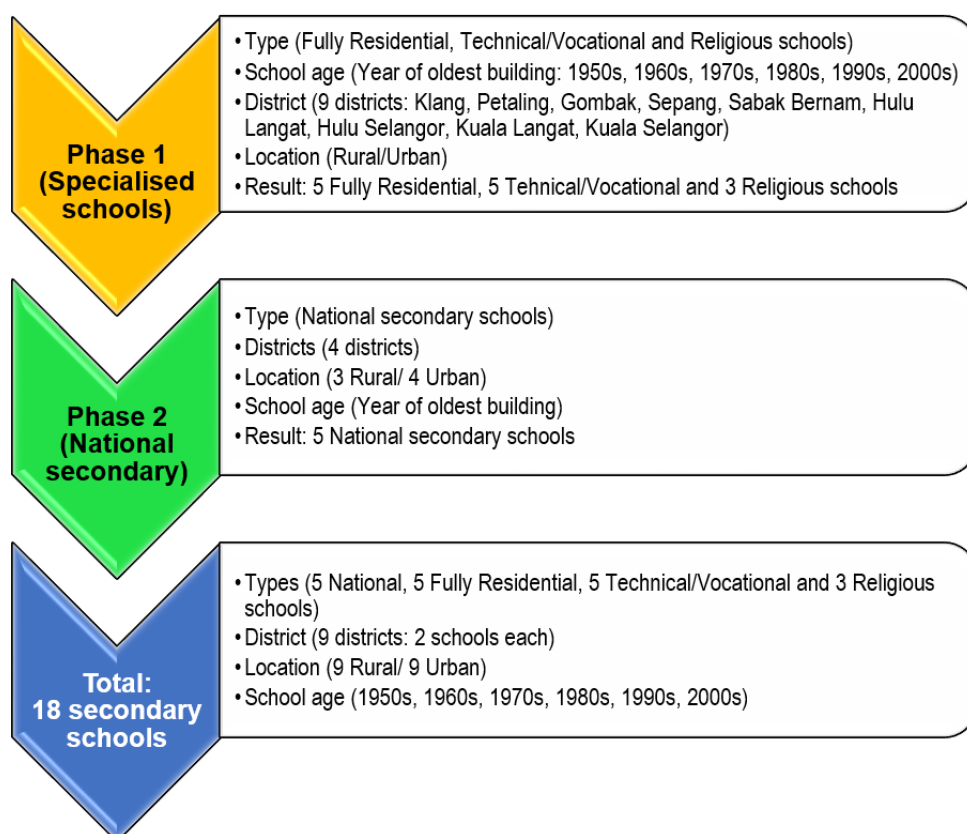 Phase 1
(Specialised
schools)
• Type (Fully Residential, Technical/Vocational and Religious schools)
• School age (Year of oldest building: 1950s, 1960s, 1970s, 1980s, 1990s, 2000s)
• District (9 districts: Klang, Petaling, Gombak, Sepang, Sabak Bernam, Hulu
Langat, Hulu Selangor, Kuala Langat, Kuala Selangor)
• Location (Rural/Urban)
• Result: 5 Fully Residential, 5 Tehnical/Vocational and 3 Religious schools
Phase 2
(National
secondary)
• Type (National secondary schools)
• Districts (4 districts)
• Location (3 Rural/ 4 Urban)
• School age (Year of oldest building)
• Result: 5 National secondary schools
Total:
18 secondary
schools
• Types (5 National, 5 Fully Residential, 5 Technical/Vocational and 3 Religious
schools)
• District (9 districts: 2 schools each)
• Location (9 Rural/ 9 Urban)
• School age (1950s, 1960s, 1970s, 1980s, 1990s, 2000s)